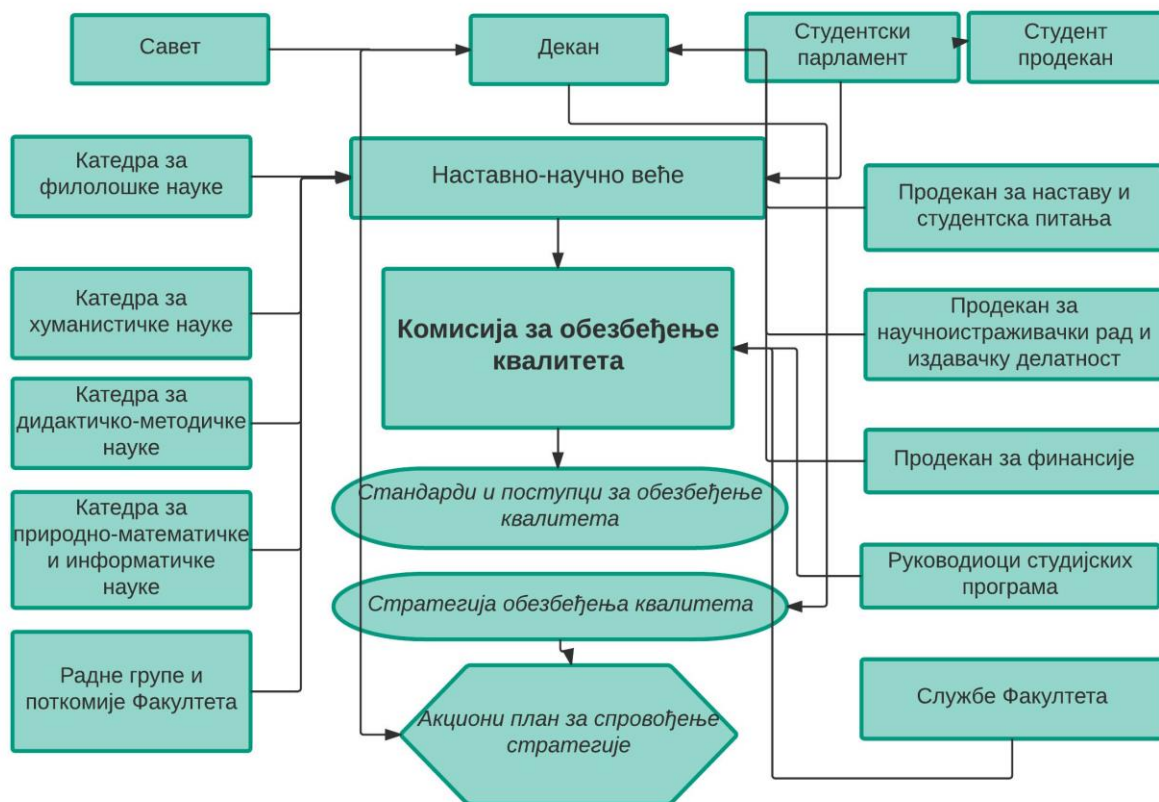 Савет
Декан
Студентски
парламент
Студент
продекан
Катедра за
филолошке науке
Наставно-научно веће
Продекан за наставу и
студентска питања
Катедра за
хуманистичке науке
Комисија за обезбеђење
квалитета
Продекан за
научноистраживачки рад и
издавачку делатност
Катедра за
дидактичко-методичке
науке
Продекан за финансије
Стандарди и поступци за обезбеђење
квалитета
Катедра за
природно-математичке
и информатичке
науке
Руководиоци студијских
програма
Стратегија обезбеђења квалитета
Радне групе и
поткомије Факултета
Службе Факултета
Акциони план за спровођење
стратегије